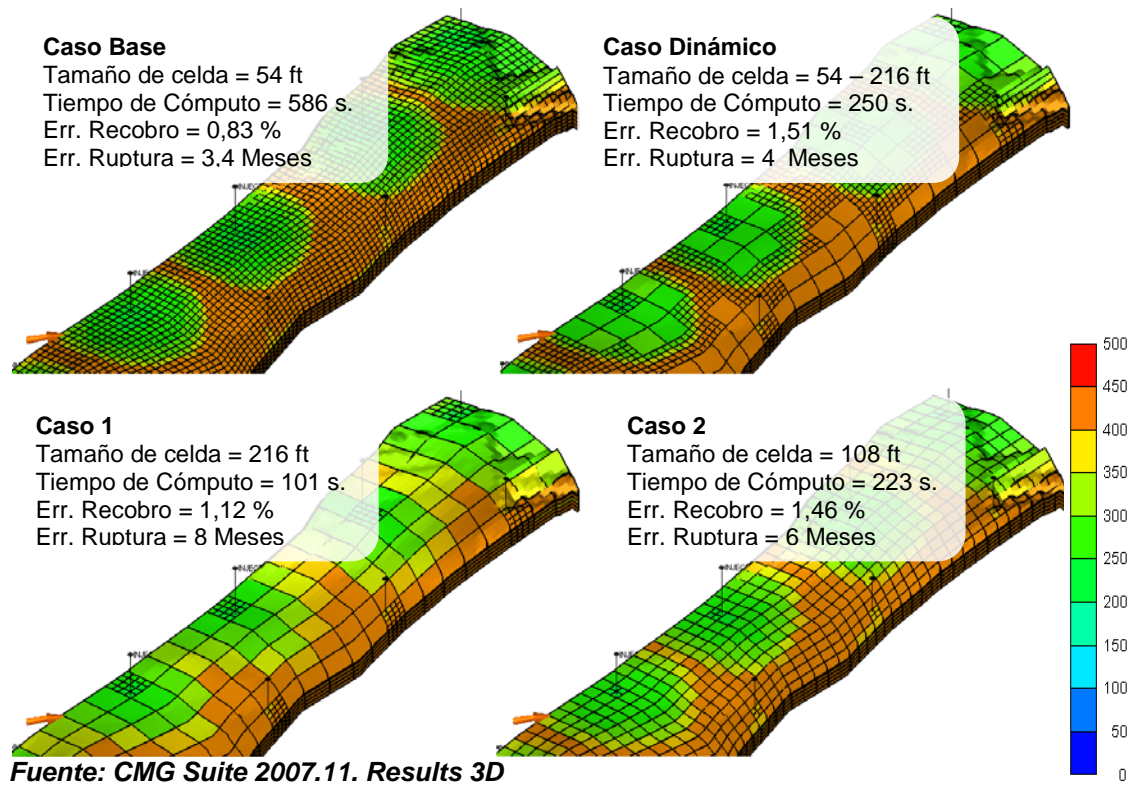 Caso Base
Tamaño de celda = 54 ft
Tiempo de Cómputo = 586 s.
Err. Recobro = 0,83 %
Err. Ruptura = 3,4 Meses
Caso Dinámico
Tamaño de celda = 54 – 216 ft
Tiempo de Cómputo = 250 s.
Err. Recobro = 1,51 %
Err. Ruptura = 4 Meses
Caso 1
Tamaño de celda = 216 ft
Tiempo de Cómputo = 101 s.
Err. Recobro = 1,12 %
Err. Ruptura = 8 Meses
Caso 2
Tamaño de celda = 108 ft
Tiempo de Cómputo = 223 s.
Err. Recobro = 1,46 %
Err. Ruptura = 6 Meses
500
450
400
350
300
250
200
150
100
50
0
Fuente: CMG Suite 2007.11. Results 3D